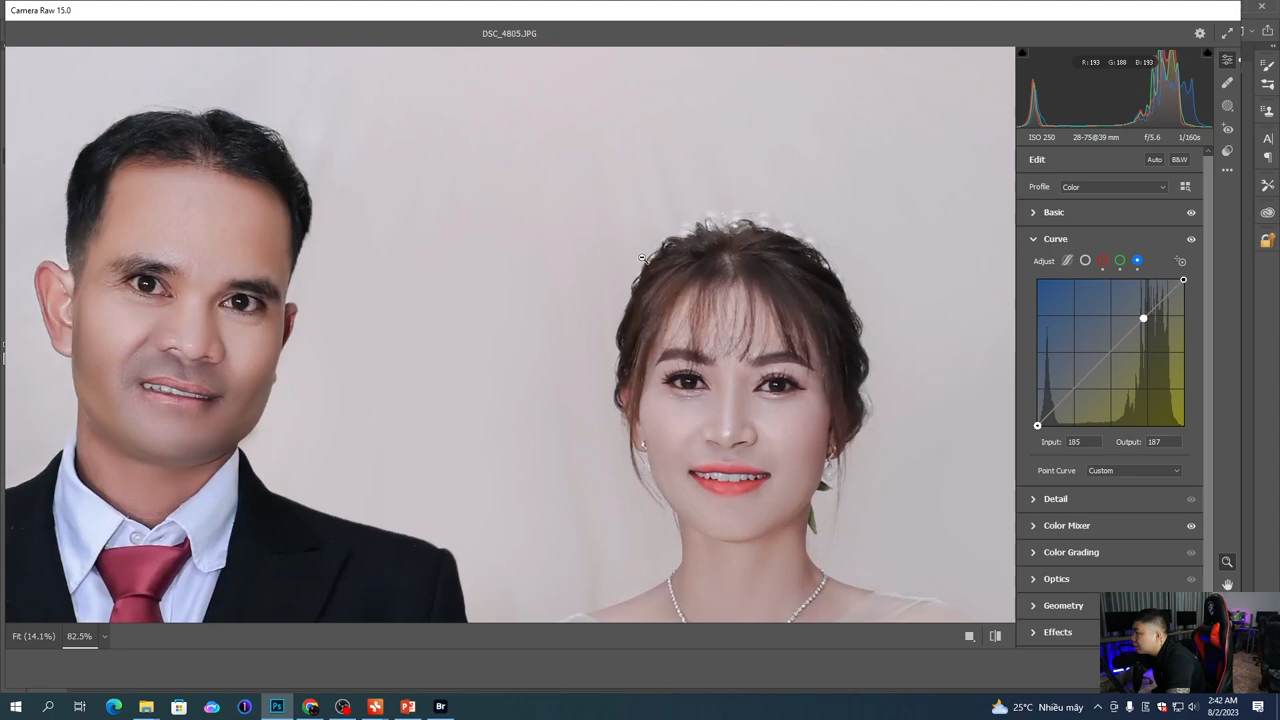 Camera Raw 15.0
DSC_4805.JPG
R: 193 G: 188 B: 193
ISO 250 28-75@39 mm f/5.6 1/160s
Edit Auto B&W
Profile Color
Basic
Curve
Adjust
Input: 185 Output: 187
Point Curve Custom
Detail
Color Mixer
Color Grading
Optics
Geometry
Effects
Fit (14.1%) 82.5%
Ps Br
25°C Nhiều mây
2:42 AM
8/2/2023